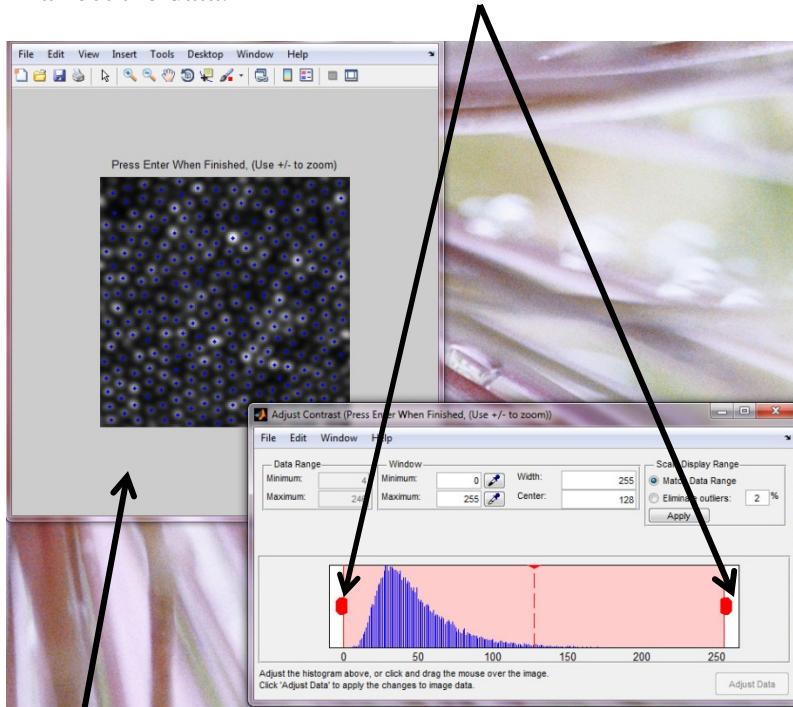 File Edit View Insert Tools Desktop Window Help
Press Enter When Finished, (Use +/- to zoom)
Adjust Contrast (Press Enter When Finished, (Use +/- to zoom))
File Edit Window Help
Data Range
Minimum: 4
Maximum:
Window
Minimum: 0
Maximum: 255
Width: 255
Center: 128
Scale Display Range
Match Data Range
Eliminate outliers: 2 %
Apply
0 50 100 150 200 250
Adjust the histogram above, or click and drag the mouse over the image.
Click 'Adjust Data' to apply the changes to image data.
Adjust Data